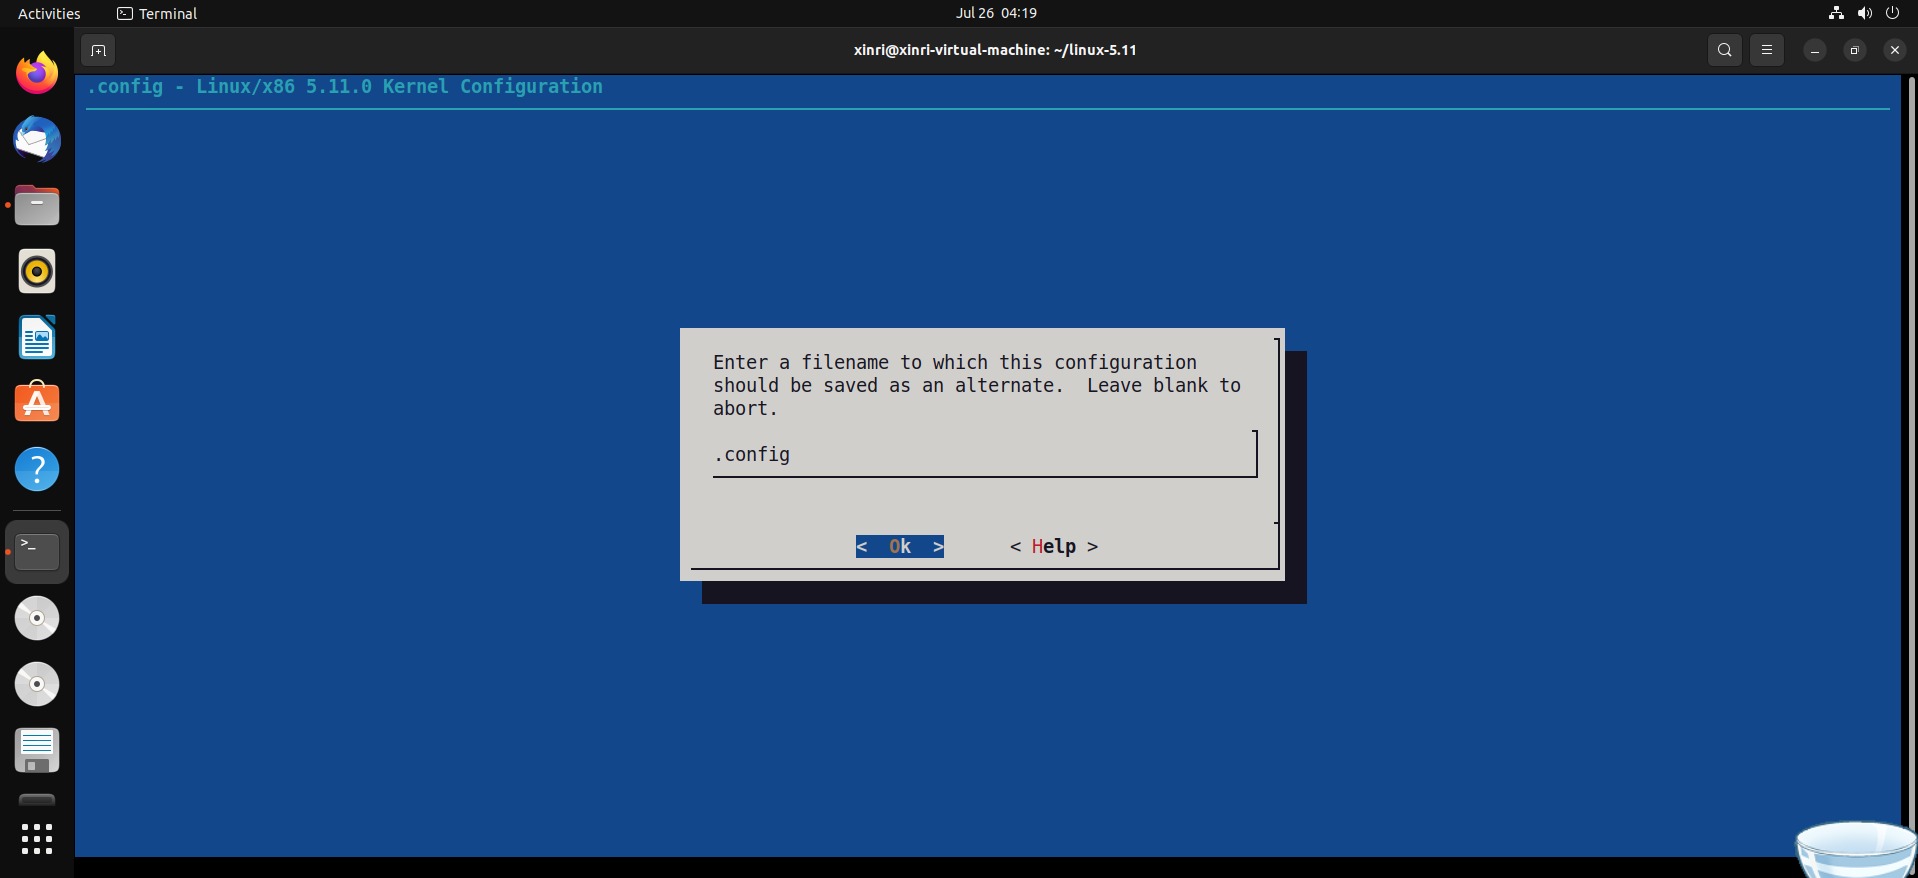 Activities
Terminal
Jul 26 04:19
xinri@xinri-virtual-machine: ~/linux-5.11
.config - Linux/x86 5.11.0 Kernel Configuration
Enter a filename to which this configuration
should be saved as an alternate.  Leave blank to
abort.
.config
<  Ok  >
< Help >